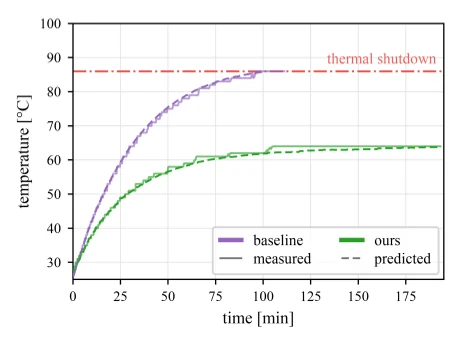 100
90
80
70
60
50
40
30
temperature [°C]
thermal shutdown
baseline
ours
measured
predicted
0
25
50
75
100
125
150
175
time [min]